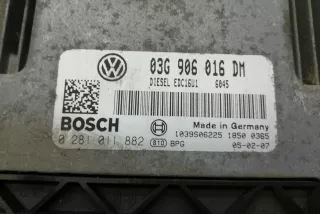 03G 906 016 DM
DIESEL EDC16U1 6045
BOSCH
Made in Germany
1039S06225 1050 0365
0 281 011 882 BPG
05-02-07